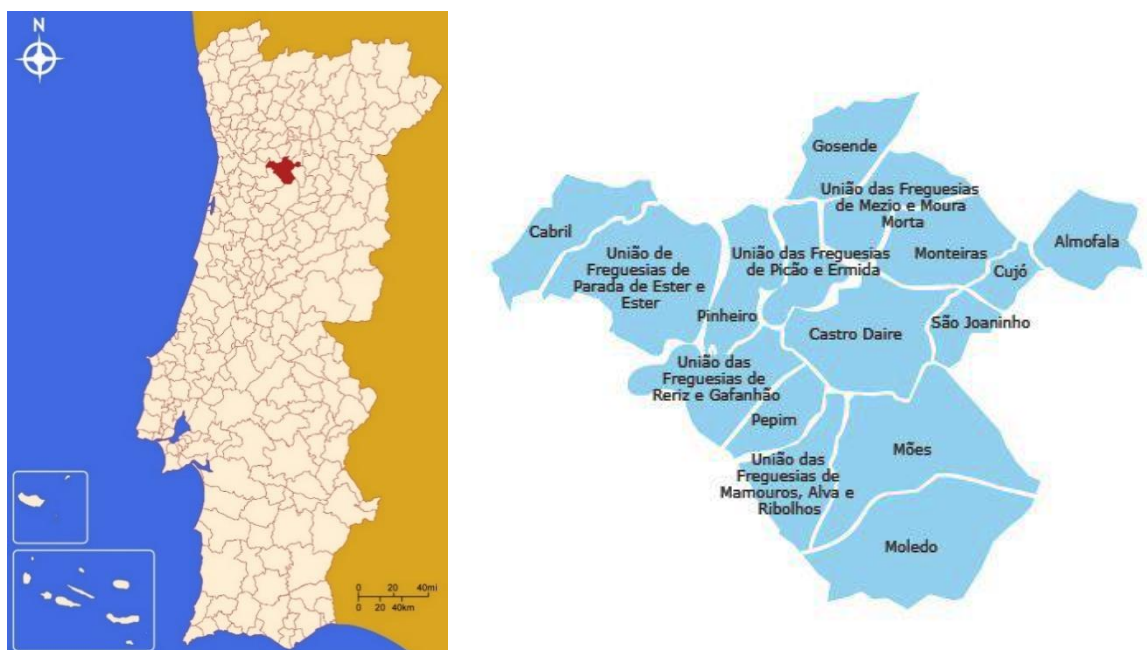 N
0 20 40mi
0 20 40km
Gosende
União das Freguesias
de Mezio e Moura
Morta
Cabril
Almofala
União de
Freguesias de
Parada de Ester e
Ester
União das Freguesias
de Picão e Ermida
Monteiras
Cujó
Pinheiro
Castro Daire
São Joaninho
União das
Freguesias de
Reriz e Gafanhão
Pepim
Mões
União das
Freguesias de
Mamouros, Alva e
Ribolhos
Moledo